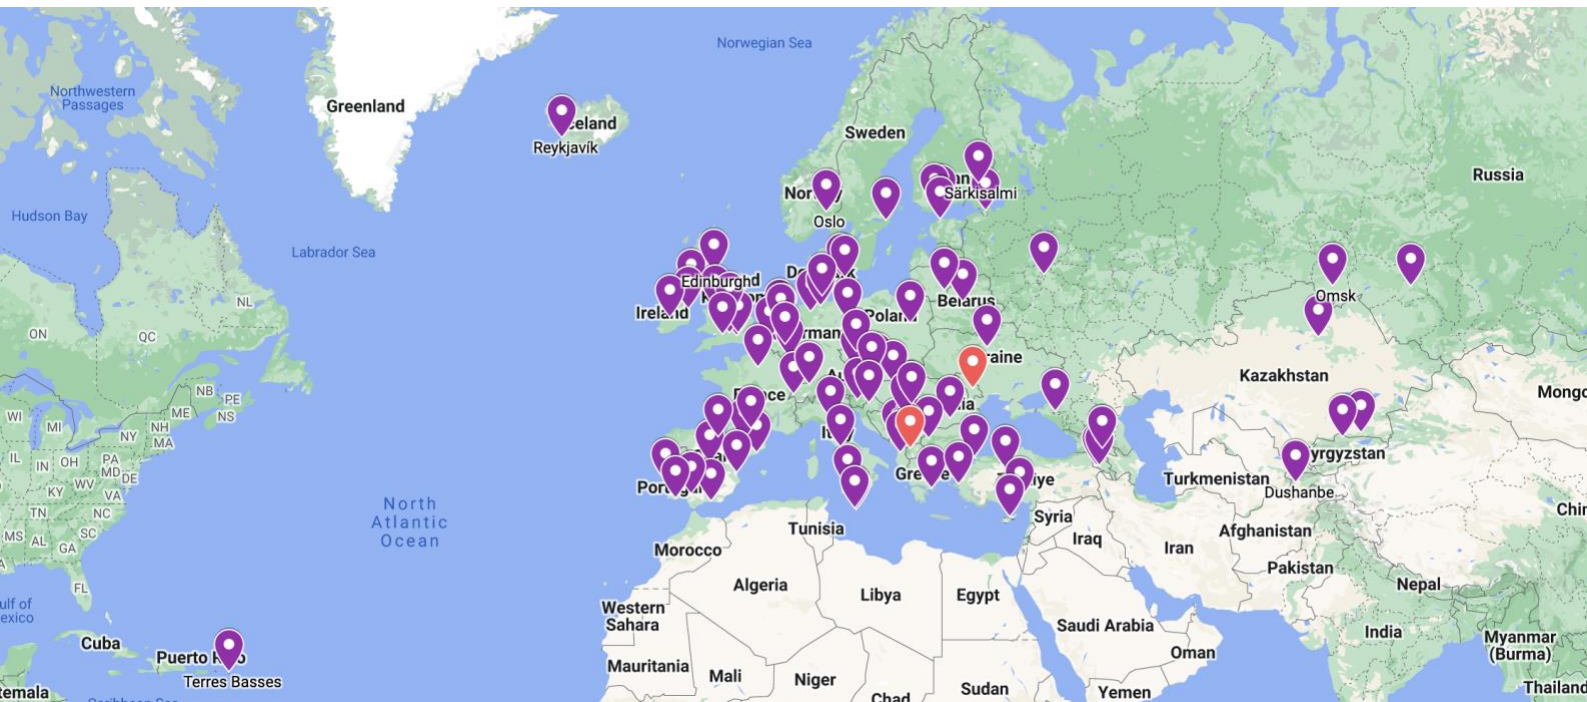 Norwegian Sea
Northwestern
Passages
Greenland
Reykjavík
Sweden
Russia
Särkisalmi
Oslo
Hudson Bay
Labrador Sea
Edinburgh
Belarus
Omsk
NL
Ireland
ON
QC
Kazakhstan
NB
PE
ME
NS
WI
MI
NH
NY
MA
IL
IN
OH
PA
MD
DE
KY
WV
VA
TN
NC
MS
AL
SC
GA
FL
North
Atlantic
Ocean
Turkmenistan
Dushanbe
Syria
Iraq
Iran
Afghanistan
Pakistan
Nepal
Tunisia
Morocco
Algeria
Libya
Egypt
Western
Sahara
Saudi Arabia
India
Oman
Myanmar
(Burma)
Cuba
Terres Basses
Mauritania
Mali
Niger
Sudan
Yemen
Thailand